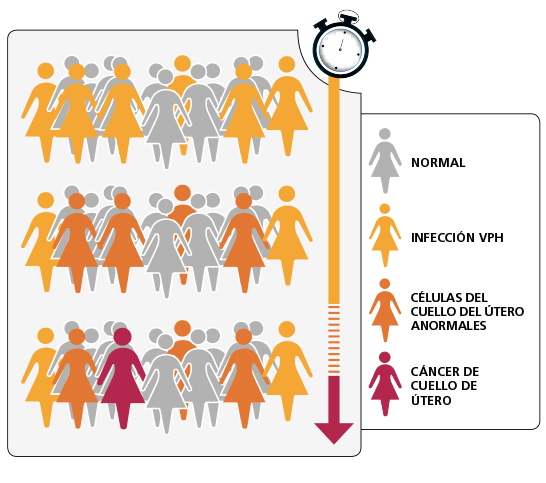 NORMAL
INFECCIÓN VPH
CÉLULAS DEL
CUELLO DEL ÚTERO
ANORMALES
CÁNCER DE
CUELLO DE
ÚTERO